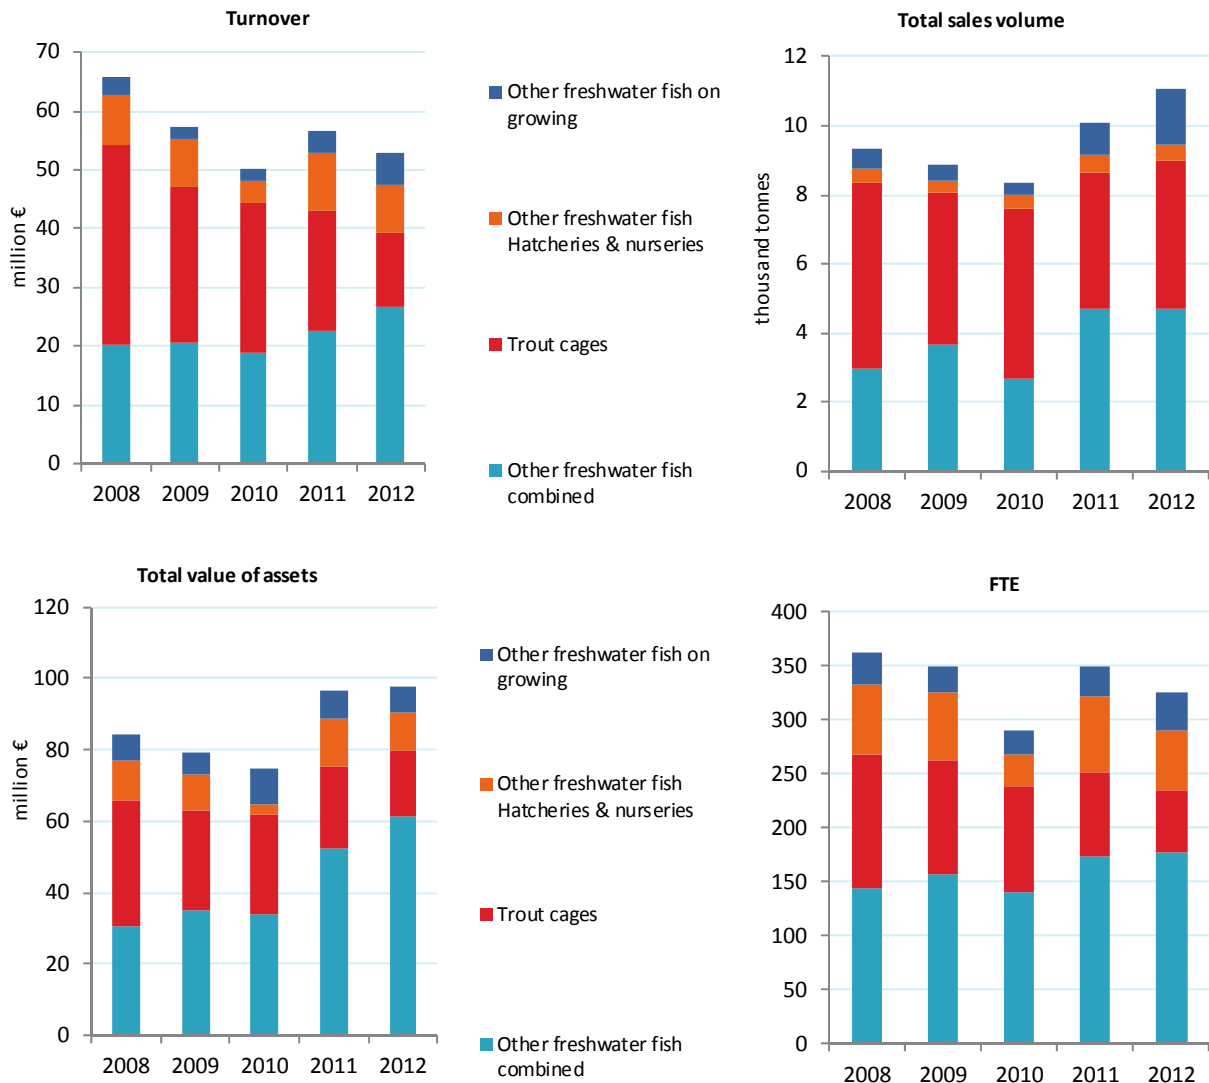 Turnover
70
60
50
40
30
20
10
0
million €
2008 2009 2010 2011 2012
Other freshwater fish on
growing
Other freshwater fish
Hatcheries & nurseries
Trout cages
Other freshwater fish
combined
Total sales volume
12
10
8
6
4
2
0
thousand tonnes
2008 2009 2010 2011 2012
Total value of assets
120
100
80
60
40
20
0
million €
2008 2009 2010 2011 2012
Other freshwater fish on
growing
Other freshwater fish
Hatcheries & nurseries
Trout cages
Other freshwater fish
combined
FTE
400
350
300
250
200
150
100
50
0
2008 2009 2010 2011 2012